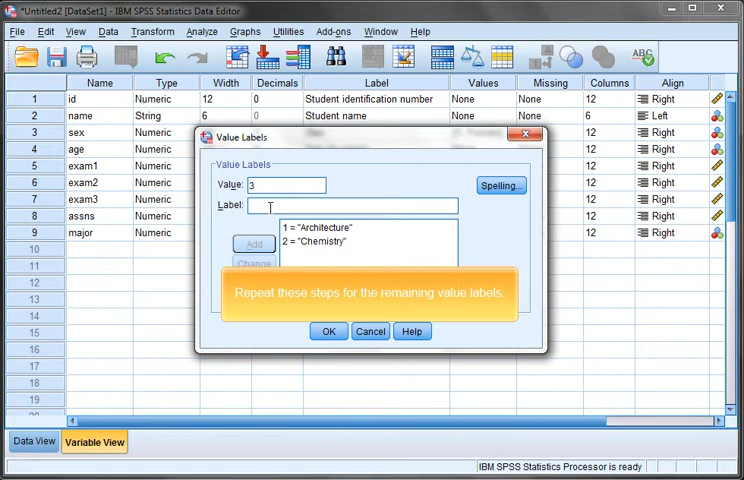 *Untitled2 [DataSet1] - IBM SPSS Statistics Data Editor
File Edit View Data Transform Analyze Graphs Utilities Add-ons Window Help
ABC
Name Type Width Decimals Label Values Missing Columns Align
1 id Numeric 12 0 Student identification number None None 12 Right
2 name String 6 0 Student name None None 6 Left
3 sex Numeric 12 Right
4 age Numeric 12 Right
5 exam1 Numeric 12 Right
6 exam2 Numeric 12 Right
7 exam3 Numeric 12 Right
8 assns Numeric 12 Right
9 major Numeric 12 Right
10
11
12
13
14
15
16
17
18
19
Value Labels
Value Labels
Value: 3
Spelling...
Label:
1 = "Architecture"
2 = "Chemistry"
Add
Change
Repeat these steps for the remaining value labels.
OK Cancel Help
Data View Variable View
IBM SPSS Statistics Processor is ready